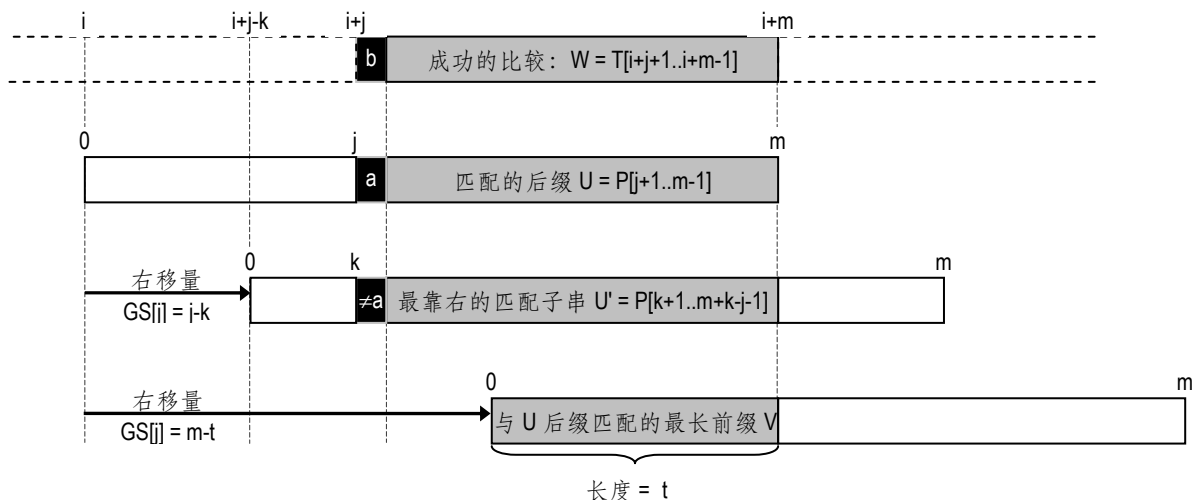 i i+j-k i+j i+m
b 成功的比较：W = T[i+j+1..i+m-1]
0 j m
a 匹配的后缀 U = P[j+1..m-1]
0 k m
右移量
GS[j] = j-k
≠a 最靠右的匹配子串 U' = P[k+1..m+k-j-1]
0 m
右移量
GS[j] = m-t
与 U 后缀匹配的最长前缀 V
长度 = t